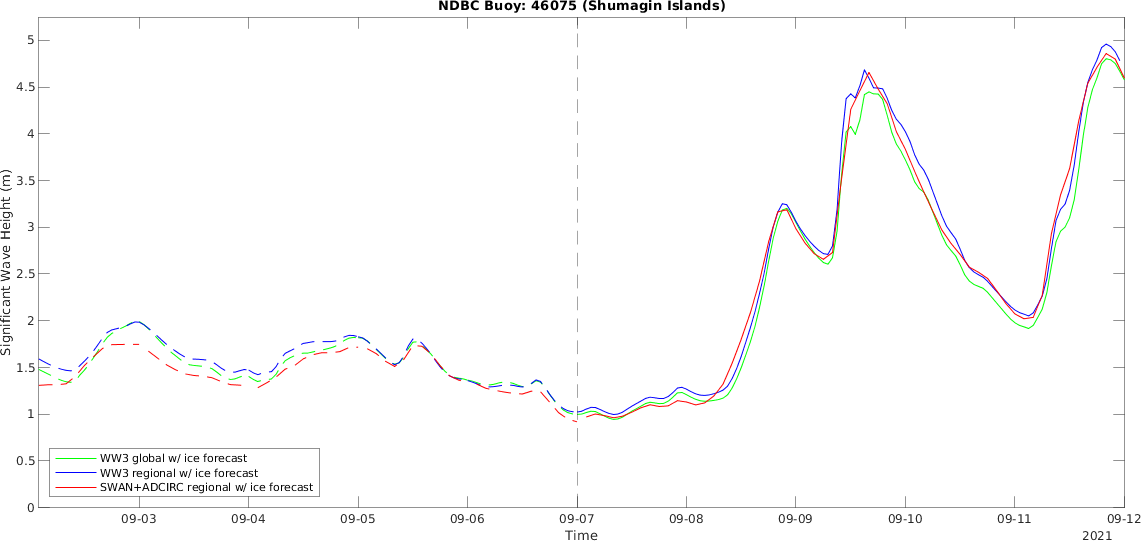 NDBC Buoy: 46075 (Shumagin Islands)
Significant Wave Height (m)
5
4.5
4
3.5
3
2.5
2
1.5
1
0.5
0
WW3 global w/ ice forecast
WW3 regional w/ ice forecast
SWAN+ADCIRC regional w/ ice forecast
09-03 09-04 09-05 09-06 09-07 09-08 09-09 09-10 09-11 09-12
Time
2021